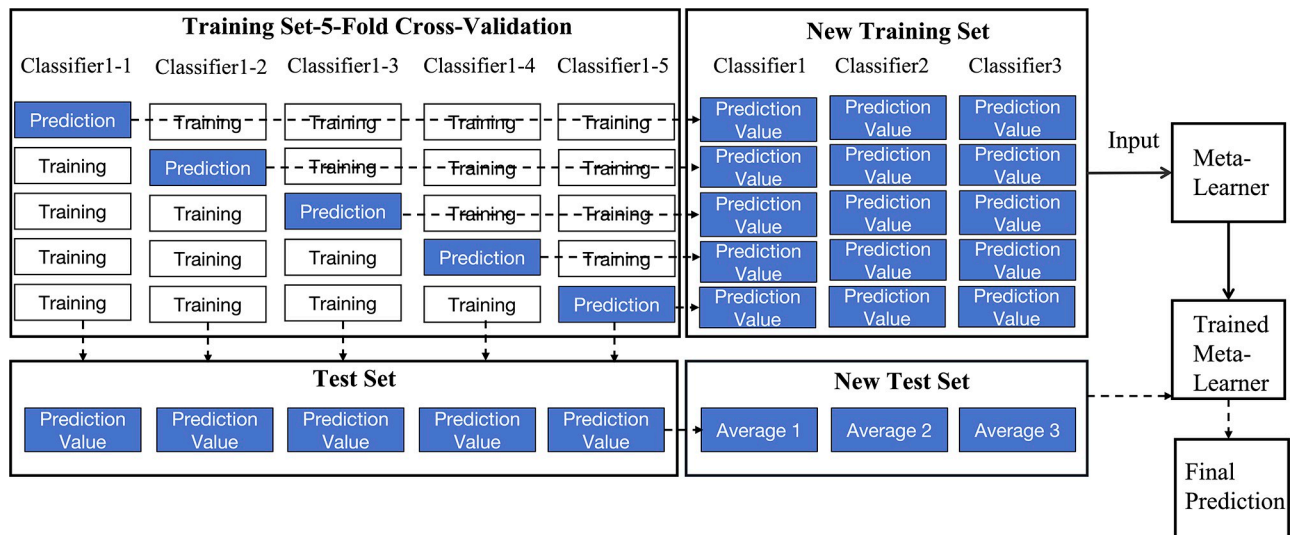 Training Set-5-Fold Cross-Validation
Classifier1-1 Classifier1-2 Classifier1-3 Classifier1-4 Classifier1-5
Prediction Training Training Training Training
Training Prediction Training Training Training
Training Training Prediction Training Training
Training Training Training Prediction Training
Training Training Training Training Prediction
New Training Set
Classifier1 Classifier2 Classifier3
Prediction Prediction Prediction
Value Value Value
Prediction Prediction Prediction
Value Value Value
Prediction Prediction Prediction
Value Value Value
Prediction Prediction Prediction
Value Value Value
Prediction Prediction Prediction
Value Value Value
Input
Meta-
Learner
Trained
Meta-
Learner
Test Set
Prediction Prediction Prediction Prediction Prediction
Value Value Value Value Value
New Test Set
Average 1 Average 2 Average 3
Final
Prediction